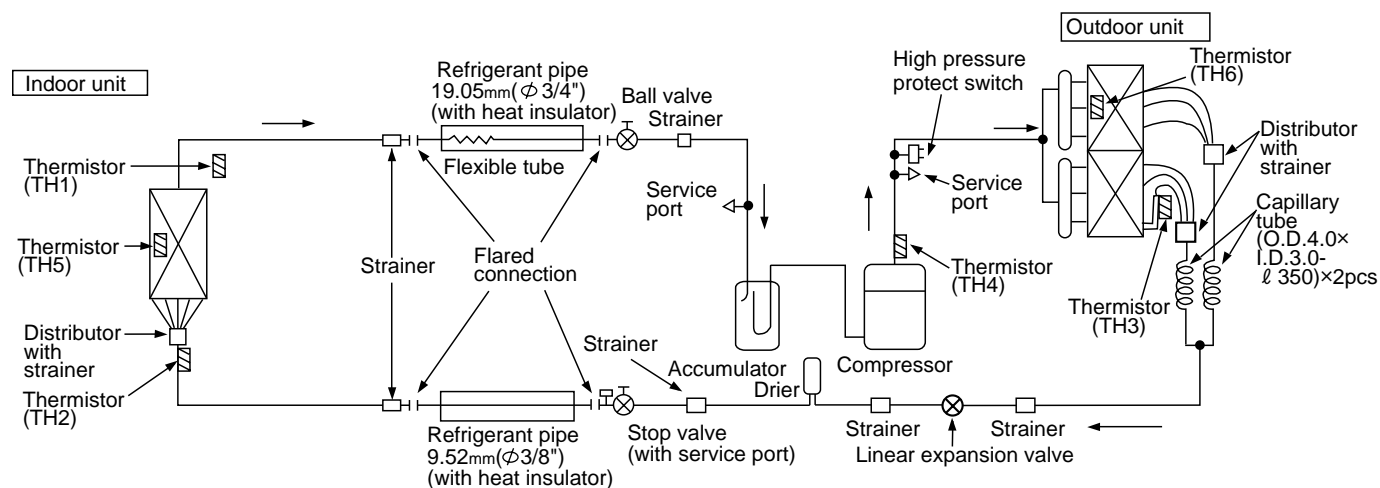 Outdoor unit
Indoor unit
Refrigerant pipe
19.05mm(ϕ 3/4")
(with heat insulator)
Flexible tube
Ball valve
Strainer
High pressure
protect switch
Thermistor
(TH6)
Distributor
with
strainer
Thermistor
(TH1)
Service
port
Service
port
Capillary
tube
(O.D.4.0×
I.D.3.0-
ℓ 350)×2pcs
Thermistor
(TH5)
Strainer
Flared
connection
Thermistor
(TH4)
Thermistor
(TH3)
Distributor
with
strainer
Thermistor
(TH2)
Strainer
Accumulator
Drier
Compressor
Refrigerant pipe
9.52mm(ϕ3/8")
(with heat insulator)
Stop valve
(with service port)
Strainer
Linear expansion valve
Strainer